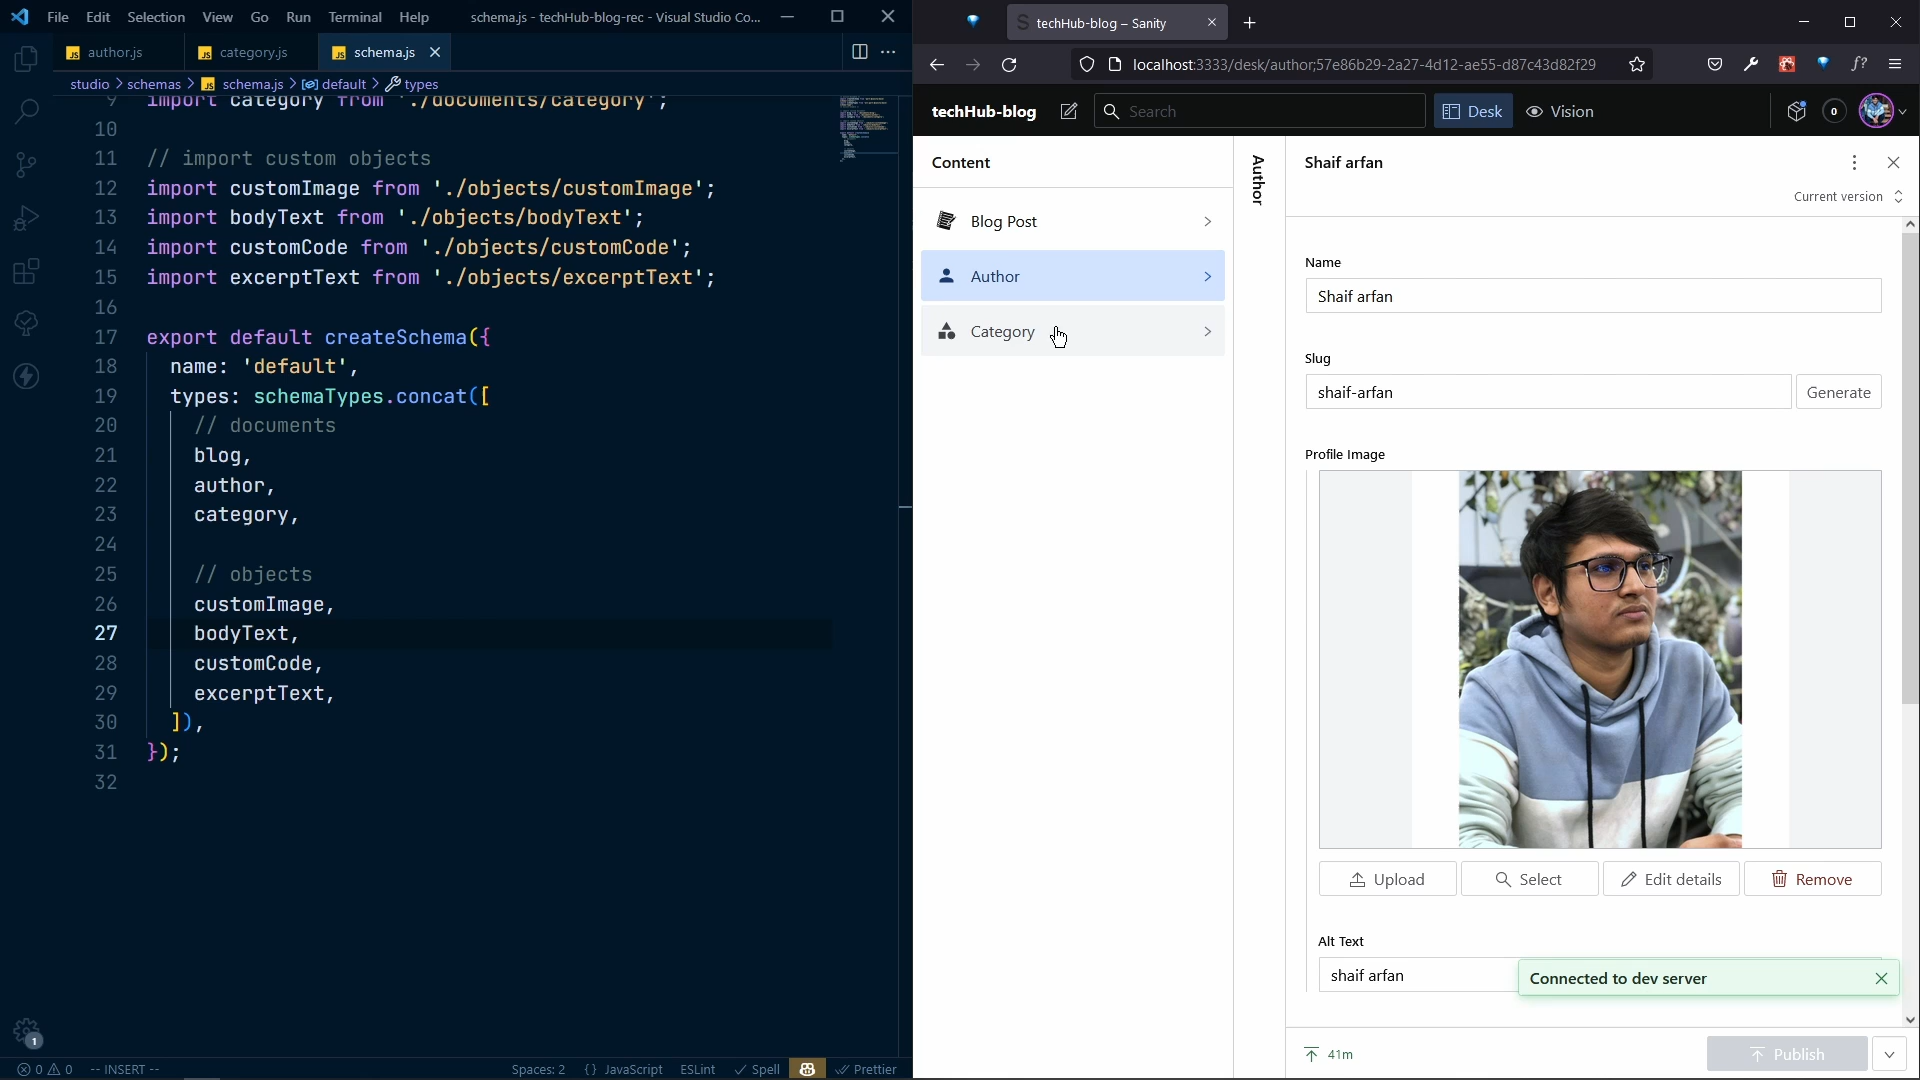 File Edit Selection View Go Run Terminal Help schema.js - techHub-blog-rec - Visual Studio Co...
author.js category.js schema.js
studio > schemas > schema.js > default > types
9 import category from './documents/category';
10
11 // import custom objects
12 import customImage from './objects/customImage';
13 import bodyText from './objects/bodyText';
14 import customCode from './objects/customCode';
15 import excerptText from './objects/excerptText';
16
17 export default createSchema({
18 name: 'default',
19 types: schemaTypes.concat([
20 // documents
21 blog,
22 author,
23 category,
24
25 // objects
26 customImage,
27 bodyText,
28 customCode,
29 excerptText,
30 ]),
31 });
32
1
0 0 -- INSERT -- Spaces: 2 {} JavaScript ESLint Spell Prettier
techHub-blog – Sanity
localhost:3333/desk/author;57e86b29-2a27-4d12-ae55-d87c43d82f29
f?
techHub-blog Search Desk Vision 0
Content
Blog Post
Author
Category
Author
Shaif arfan
Current version
Name
Shaif arfan
Slug
shaif-arfan Generate
Profile Image
Upload Select Edit details Remove
Alt Text
shaif arfan
Connected to dev server
41m Publish